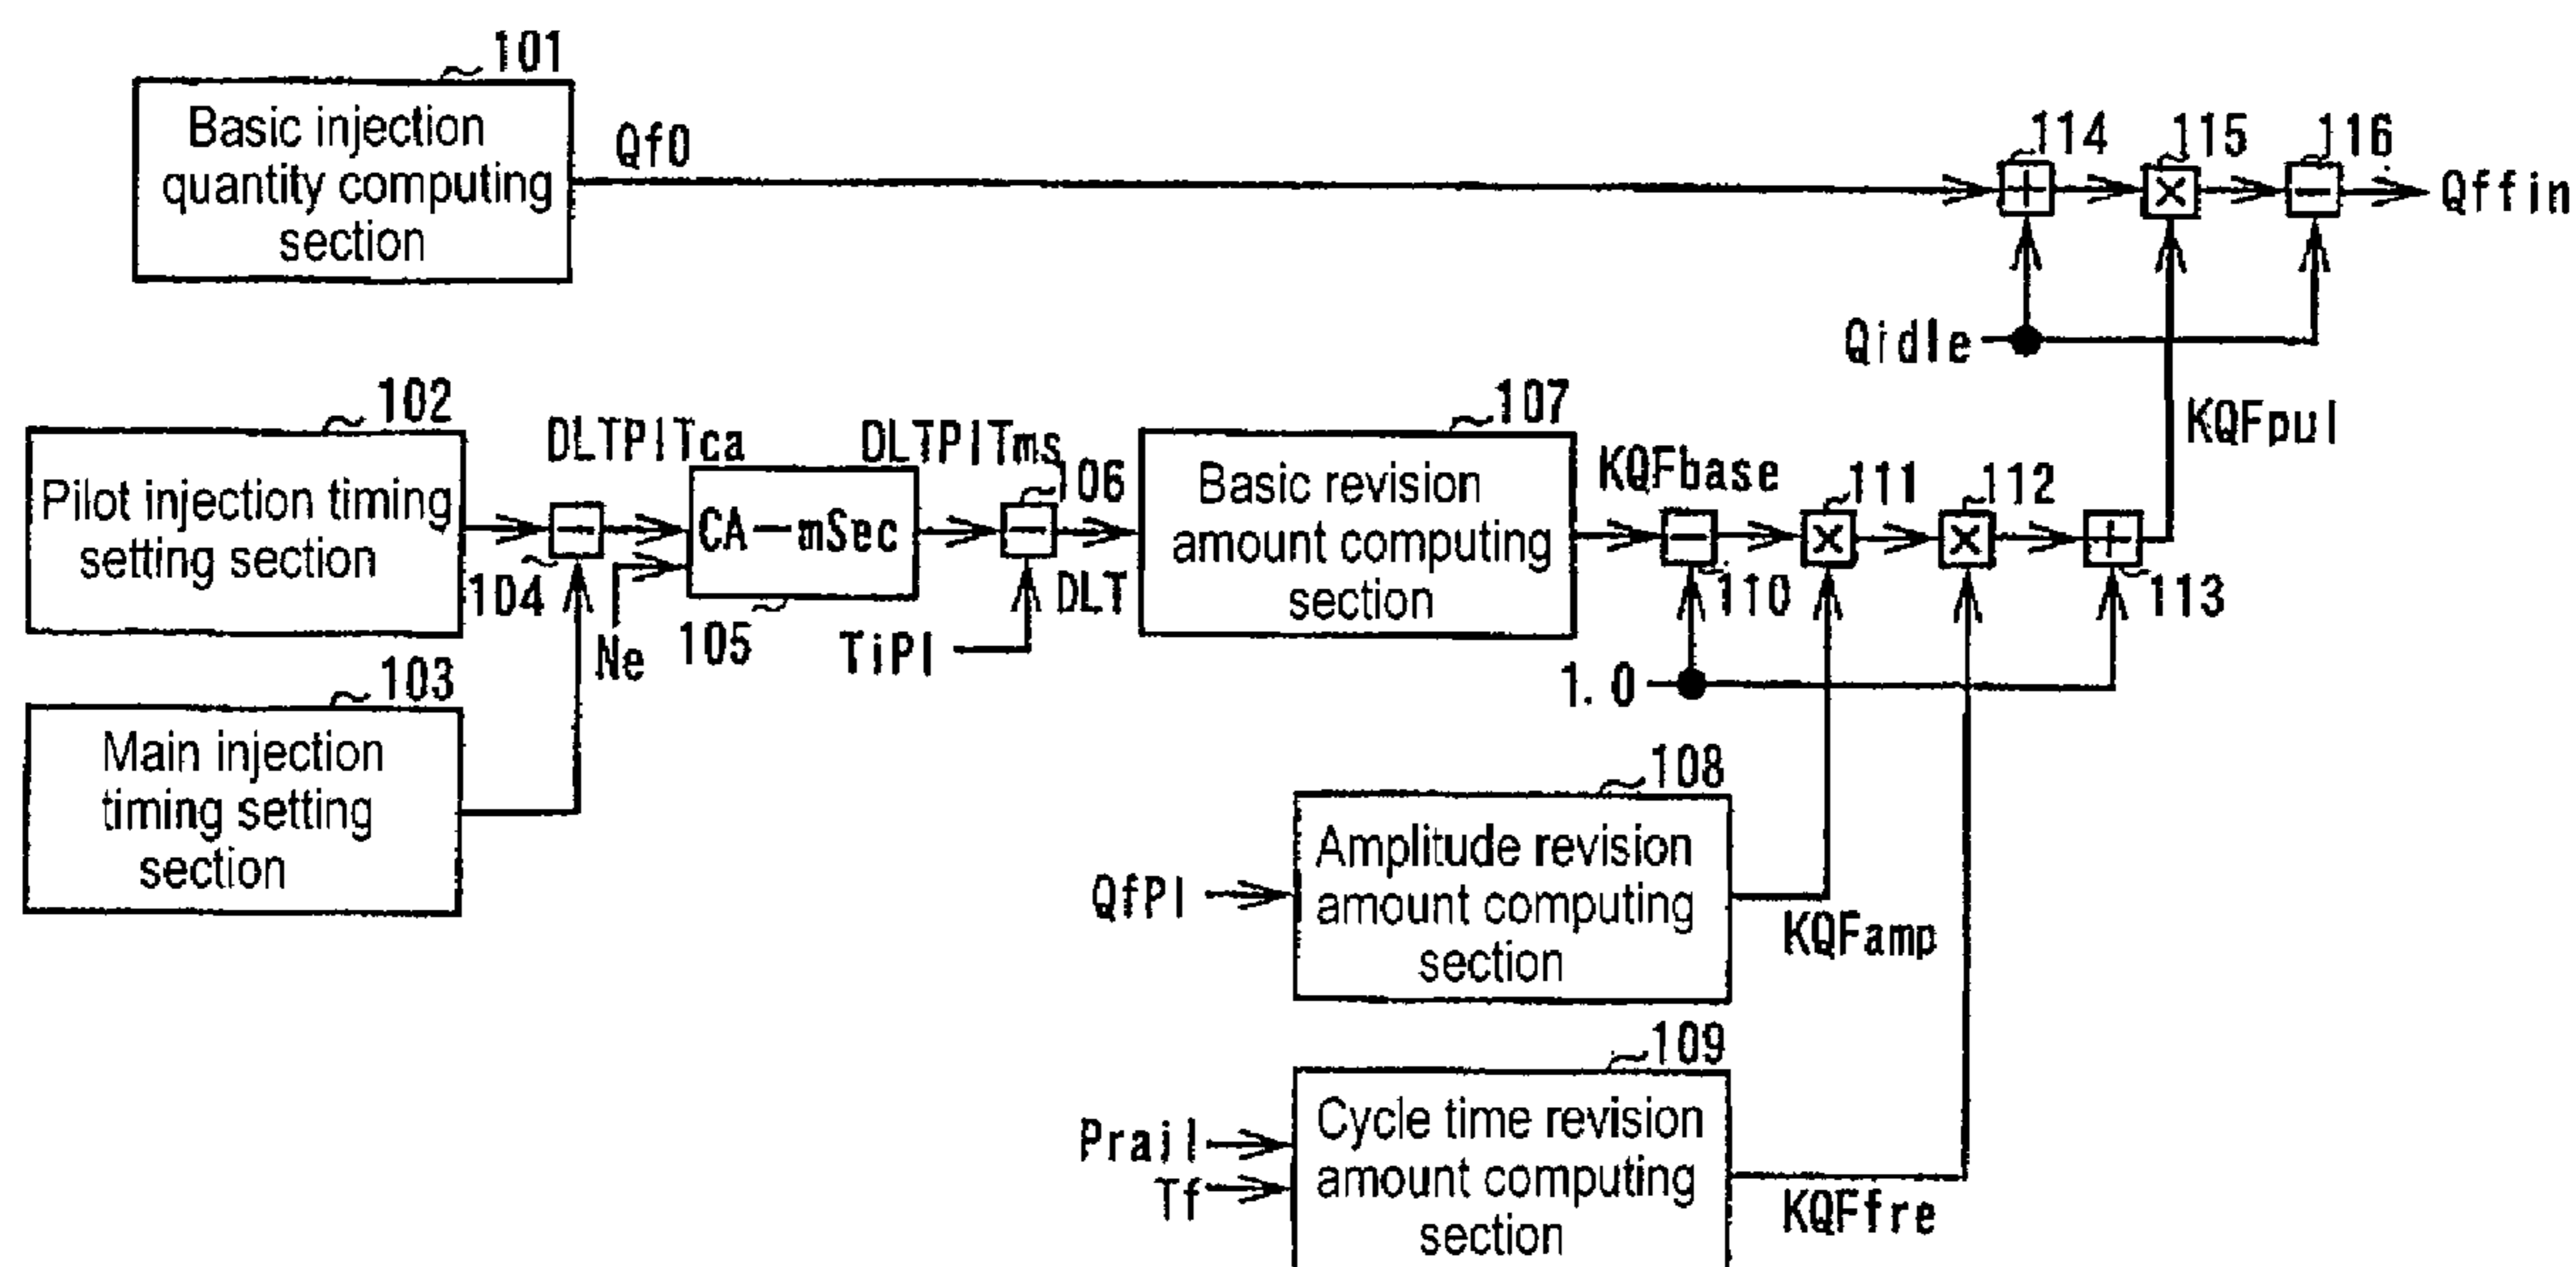 101
Basic injection
quantity computing
section
Qf0
114
115
116
+
×
−
Qffin
Qidle
KQFpul
102
Pilot injection timing
setting section
DLTPITca
−
104
Ne
CA−mSec
105
DLTPITms
−
106
TiPl
DLT
107
Basic revision
amount computing
section
KQFbase
−
110
111
×
112
×
+
113
1.0
103
Main injection
timing setting
section
108
QfPl
Amplitude revision
amount computing
section
KQFamp
109
Prail
Tf
Cycle time revision
amount computing
section
KQFfre